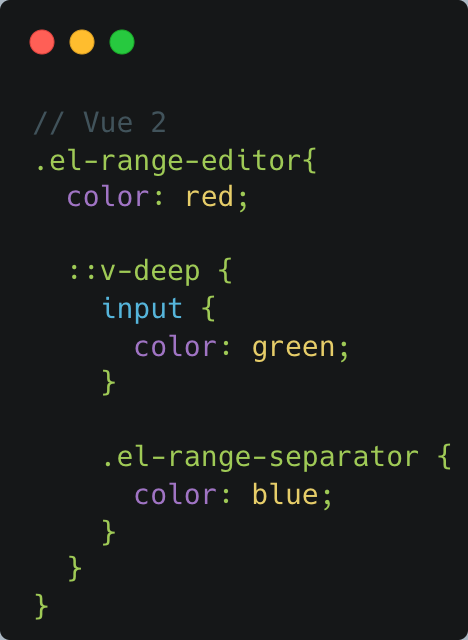 // Vue 2
.el-range-editor{
  color: red;

  ::v-deep {
    input {
      color: green;
    }

    .el-range-separator {
      color: blue;
    }
  }
}